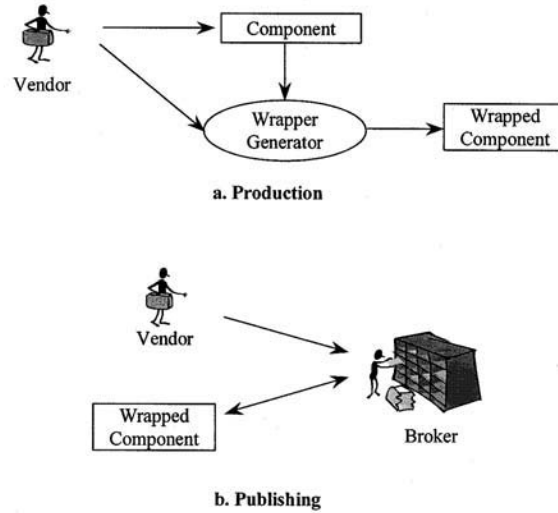 Component
Vendor
Wrapper
Generator
Wrapped
Component
a. Production
Vendor
Wrapped
Component
Broker
b. Publishing